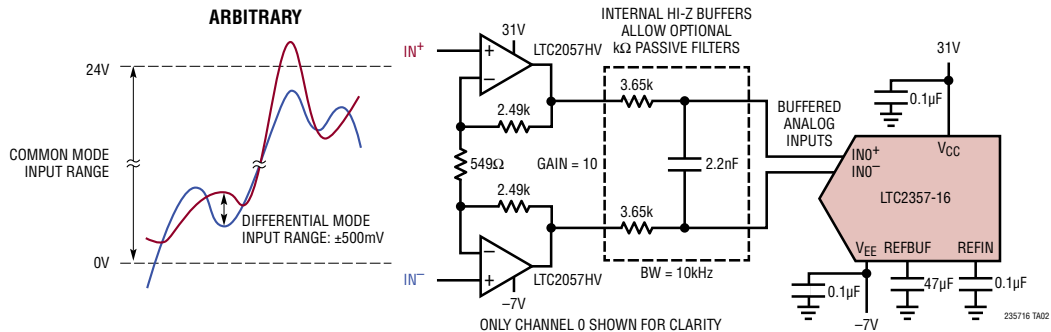 ARBITRARY
24V
COMMON MODE
INPUT RANGE
DIFFERENTIAL MODE
INPUT RANGE: ±500mV
0V
IN+
31V
LTC2057HV
+
–
2.49k
549Ω
GAIN = 10
2.49k
–
+
LTC2057HV
IN–
–7V
INTERNAL HI-Z BUFFERS
ALLOW OPTIONAL
kΩ PASSIVE FILTERS
3.65k
2.2nF
3.65k
BW = 10kHz
BUFFERED
ANALOG
INPUTS
31V
0.1µF
VCC
IN0+
IN0–
LTC2357-16
VEE
REFBUF
REFIN
0.1µF
47µF
0.1µF
–7V
ONLY CHANNEL 0 SHOWN FOR CLARITY
235716 TA02